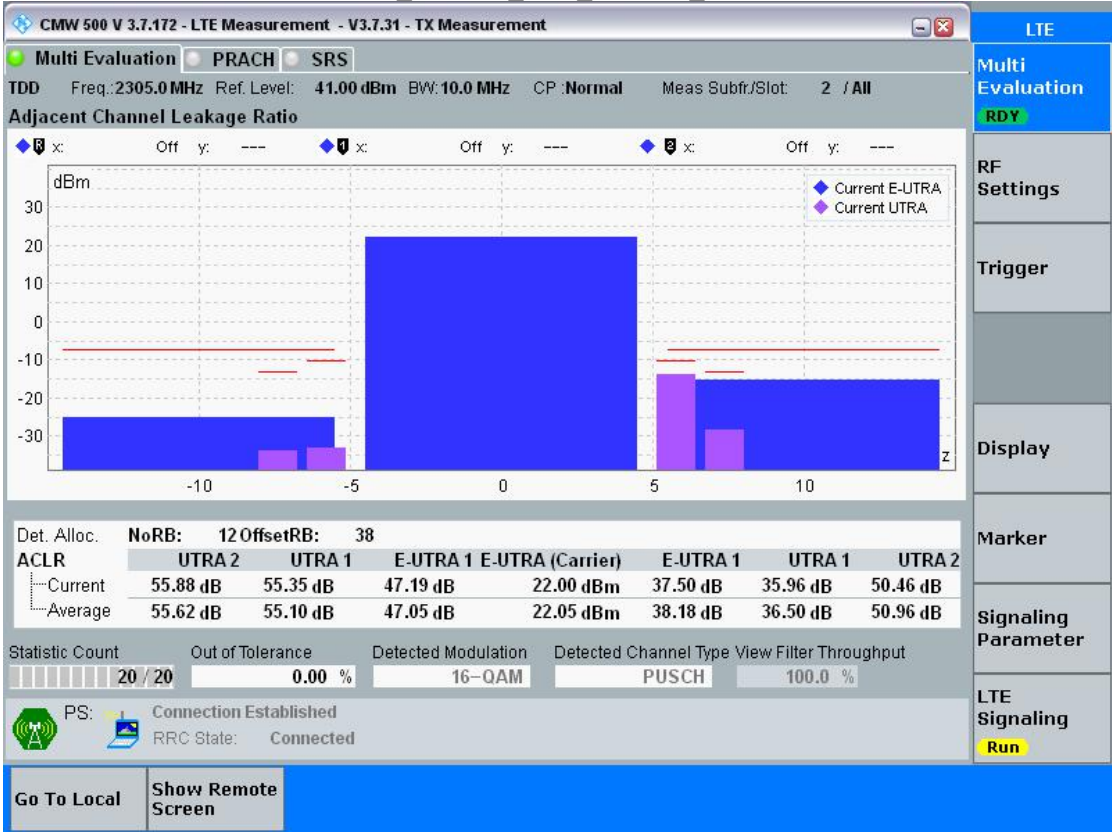 CMW 500 V 3.7.172 - LTE Measurement - V3.7.31 - TX Measurement
LTE
Multi Evaluation PRACH SRS
Multi
Evaluation
RDY
TDD Freq.:2305.0 MHz Ref. Level: 41.00 dBm BW:10.0 MHz CP :Normal Meas Subfr./Slot: 2 / All
Adjacent Channel Leakage Ratio
R x: Off y: --- 1 x: Off y: --- 2 x: Off y: ---
dBm
Current E-UTRA
Current UTRA
30
20
10
0
-10
-20
-30
z
-10 -5 0 5 10
RF
Settings
Trigger
Display
Marker
Signaling
Parameter
LTE
Signaling
Run
Det. Alloc. NoRB: 12 OffsetRB: 38
ACLR UTRA 2 UTRA 1 E-UTRA 1 E-UTRA (Carrier) E-UTRA 1 UTRA 1 UTRA 2
Current 55.88 dB 55.35 dB 47.19 dB 22.00 dBm 37.50 dB 35.96 dB 50.46 dB
Average 55.62 dB 55.10 dB 47.05 dB 22.05 dBm 38.18 dB 36.50 dB 50.96 dB
Statistic Count Out of Tolerance Detected Modulation Detected Channel Type View Filter Throughput
20 / 20 0.00 % 16-QAM PUSCH 100.0 %
PS: Connection Established
RRC State: Connected
Go To Local
Show Remote
Screen